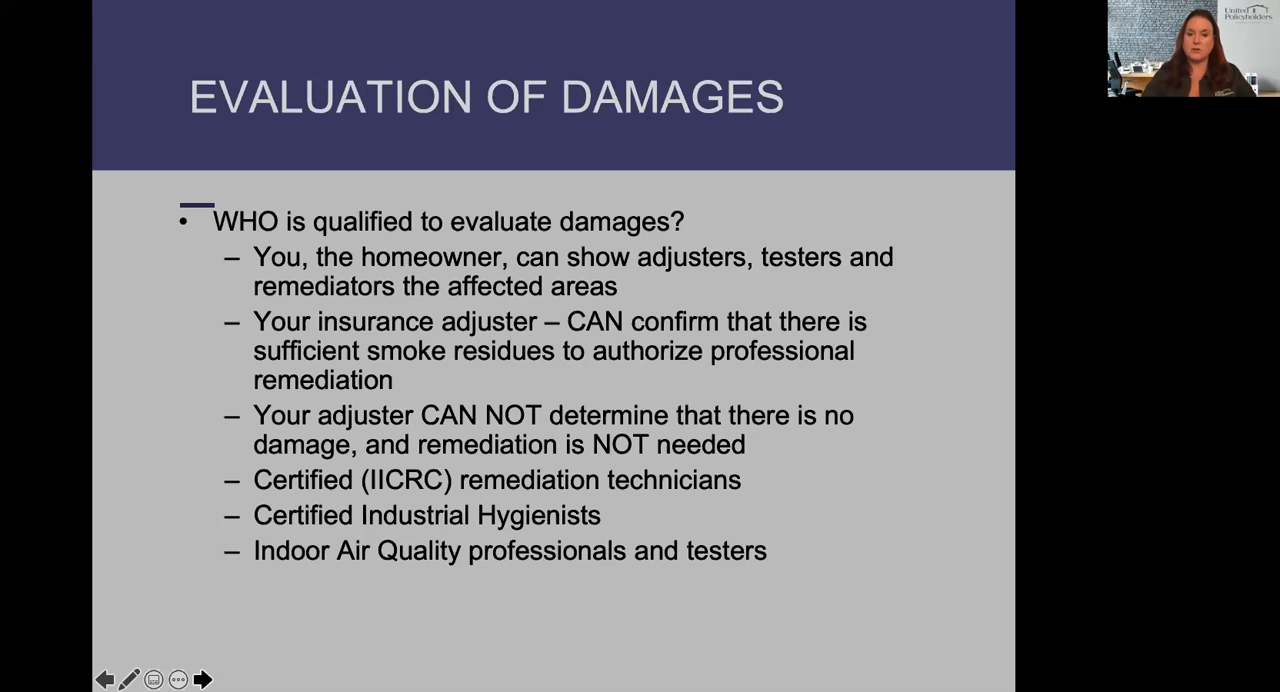 EVALUATION OF DAMAGES
United
Policyholders
• WHO is qualified to evaluate damages?
– You, the homeowner, can show adjusters, testers and
remediators the affected areas
– Your insurance adjuster – CAN confirm that there is
sufficient smoke residues to authorize professional
remediation
– Your adjuster CAN NOT determine that there is no
damage, and remediation is NOT needed
– Certified (IICRC) remediation technicians
– Certified Industrial Hygienists
– Indoor Air Quality professionals and testers